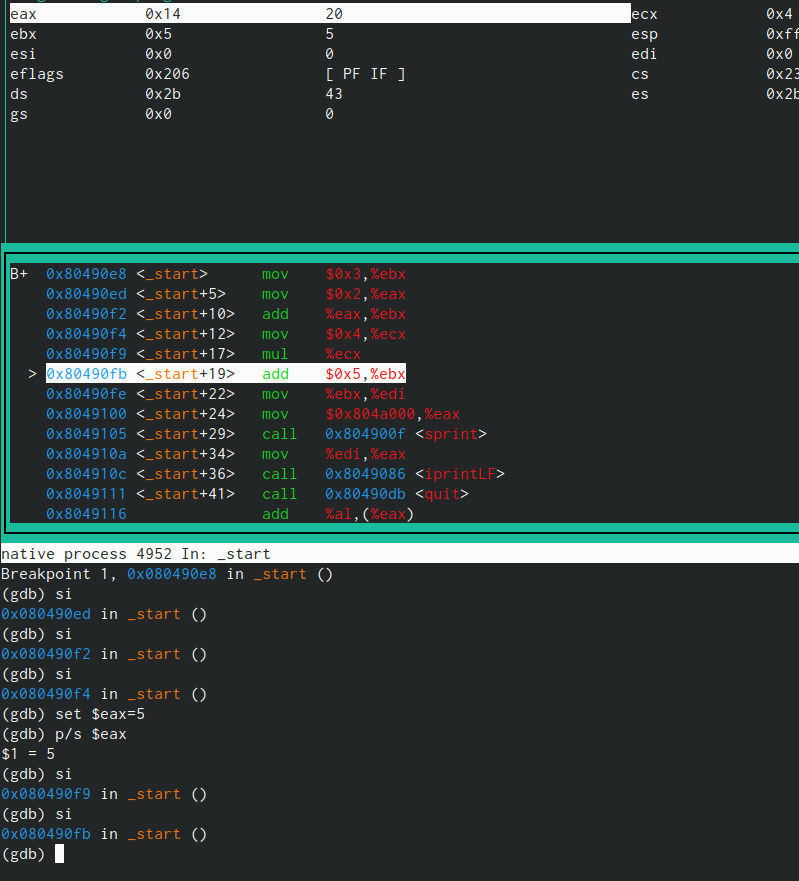 eax 0x14 20 ecx 0x4
ebx 0x5 5 esp 0xff
esi 0x0 0 edi 0x0
eflags 0x206 [ PF IF ] cs 0x23
ds 0x2b 43 es 0x2b
gs 0x0 0
B+ 0x80490e8 <_start> mov $0x3,%ebx
0x80490ed <_start+5> mov $0x2,%eax
0x80490f2 <_start+10> add %eax,%ebx
0x80490f4 <_start+12> mov $0x4,%ecx
0x80490f9 <_start+17> mul %ecx
> 0x80490fb <_start+19> add $0x5,%ebx
0x80490fe <_start+22> mov %ebx,%edi
0x8049100 <_start+24> mov $0x804a000,%eax
0x8049105 <_start+29> call 0x804900f <sprint>
0x804910a <_start+34> mov %edi,%eax
0x804910c <_start+36> call 0x8049086 <iprintLF>
0x8049111 <_start+41> call 0x80490db <quit>
0x8049116 add %al,(%eax)
native process 4952 In: _start
Breakpoint 1, 0x080490e8 in _start ()
(gdb) si
0x080490ed in _start ()
(gdb) si
0x080490f2 in _start ()
(gdb) si
0x080490f4 in _start ()
(gdb) set $eax=5
(gdb) p/s $eax
$1 = 5
(gdb) si
0x080490f9 in _start ()
(gdb) si
0x080490fb in _start ()
(gdb)